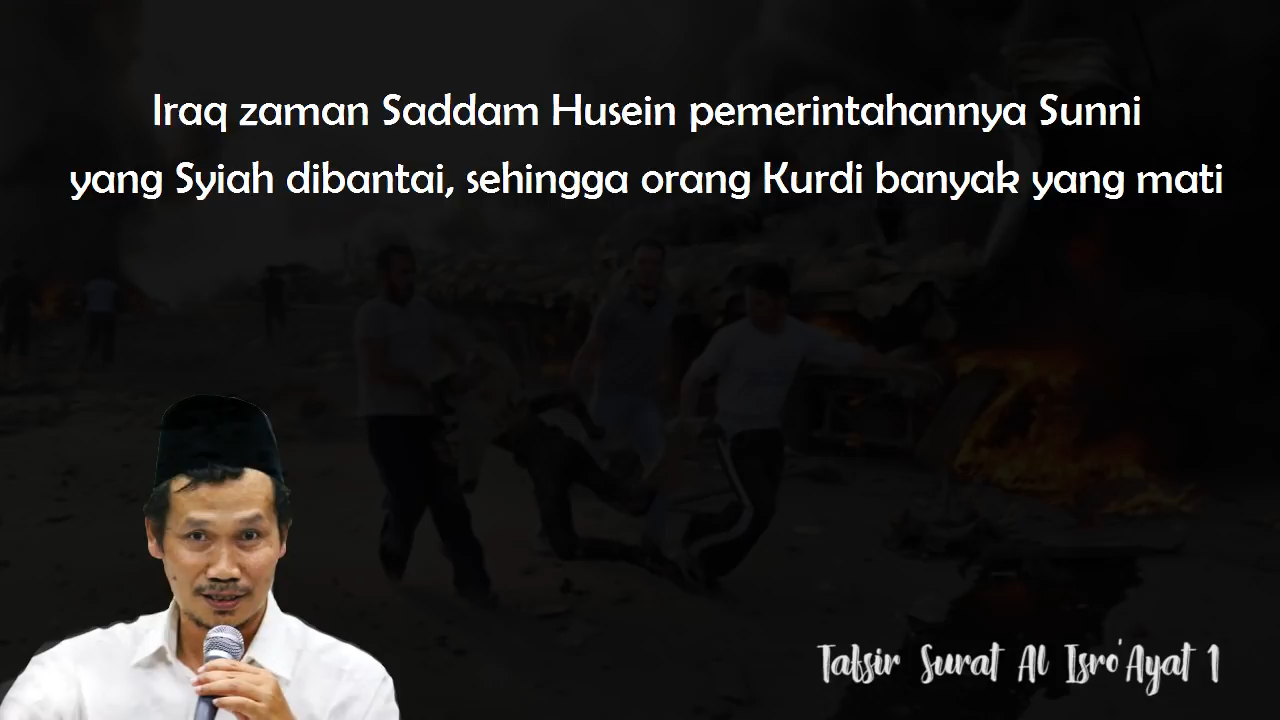 Iraq zaman Saddam Husein pemerintahannya Sunni
yang Syiah dibantai, sehingga orang Kurdi banyak yang mati
Tafsir Surat Al Isro'Ayat 1